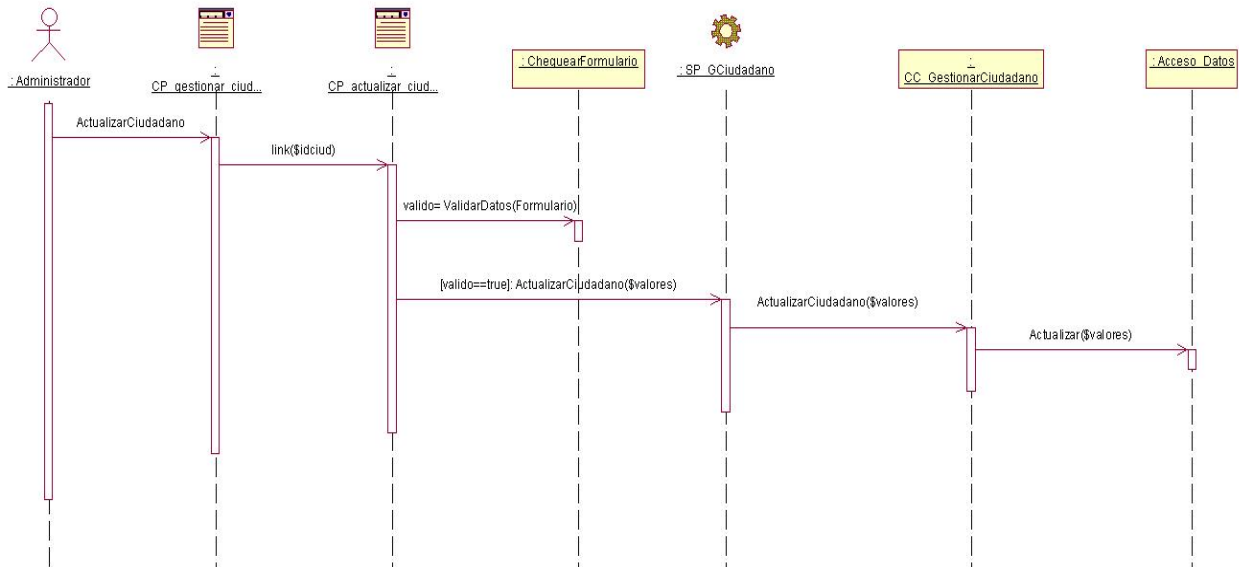 : Administrador
:
CP_gestionar_ciud...
:
CP_actualizar_ciud...
: ChequearFormulario
: SP_GCiudadano
:
CC_GestionarCiudadano
: Acceso_Datos
ActualizarCiudadano
link($idciud)
valido= ValidarDatos(Formulario)
[valido==true]: ActualizarCiudadano($valores)
ActualizarCiudadano($valores)
Actualizar($valores)